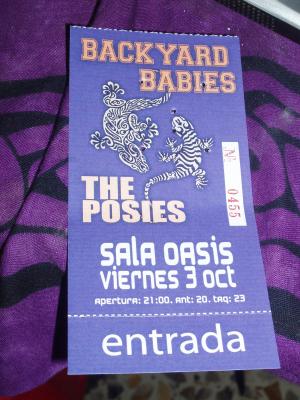 BACKYARD
BABIES
THE
POSIES
Nº 0455
SALA OASIS
VIERNES 3 OCT
APERTURA: 21:00. ANT: 20. TAQ: 23
entrada